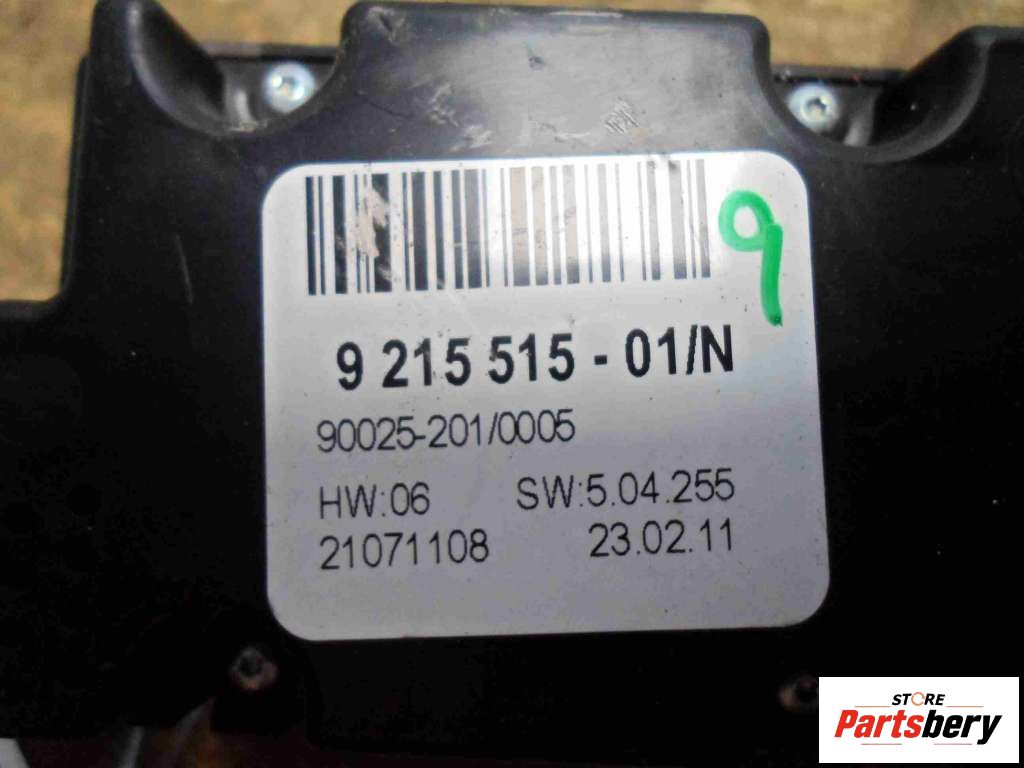 9
9 215 515 - 01/N
90025-201/0005
HW:06 SW:5.04.255
21071108 23.02.11
STORE
Partsbery